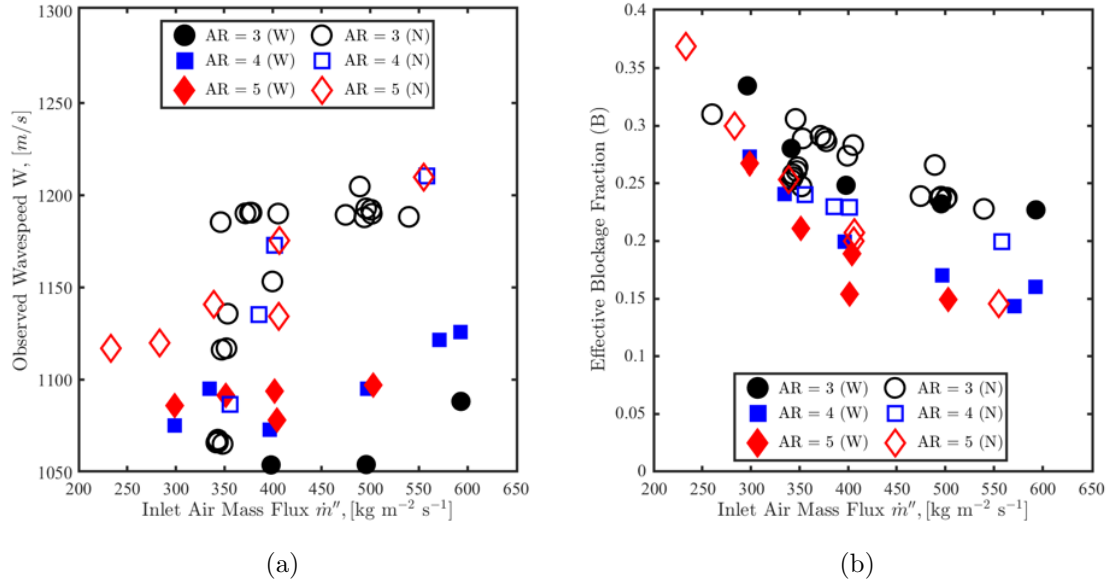 1300
1250
1200
1150
1100
1050
200 250 300 350 400 450 500 550 600 650
Observed Wavespeed W, [m/s]
Inlet Air Mass Flux ṁ″, [kg m⁻² s⁻¹]
AR = 3 (W) AR = 3 (N)
AR = 4 (W) AR = 4 (N)
AR = 5 (W) AR = 5 (N)
(a)
0.4
0.35
0.3
0.25
0.2
0.15
0.1
0.05
0
200 250 300 350 400 450 500 550 600 650
Effective Blockage Fraction (B)
Inlet Air Mass Flux ṁ″, [kg m⁻² s⁻¹]
AR = 3 (W) AR = 3 (N)
AR = 4 (W) AR = 4 (N)
AR = 5 (W) AR = 5 (N)
(b)